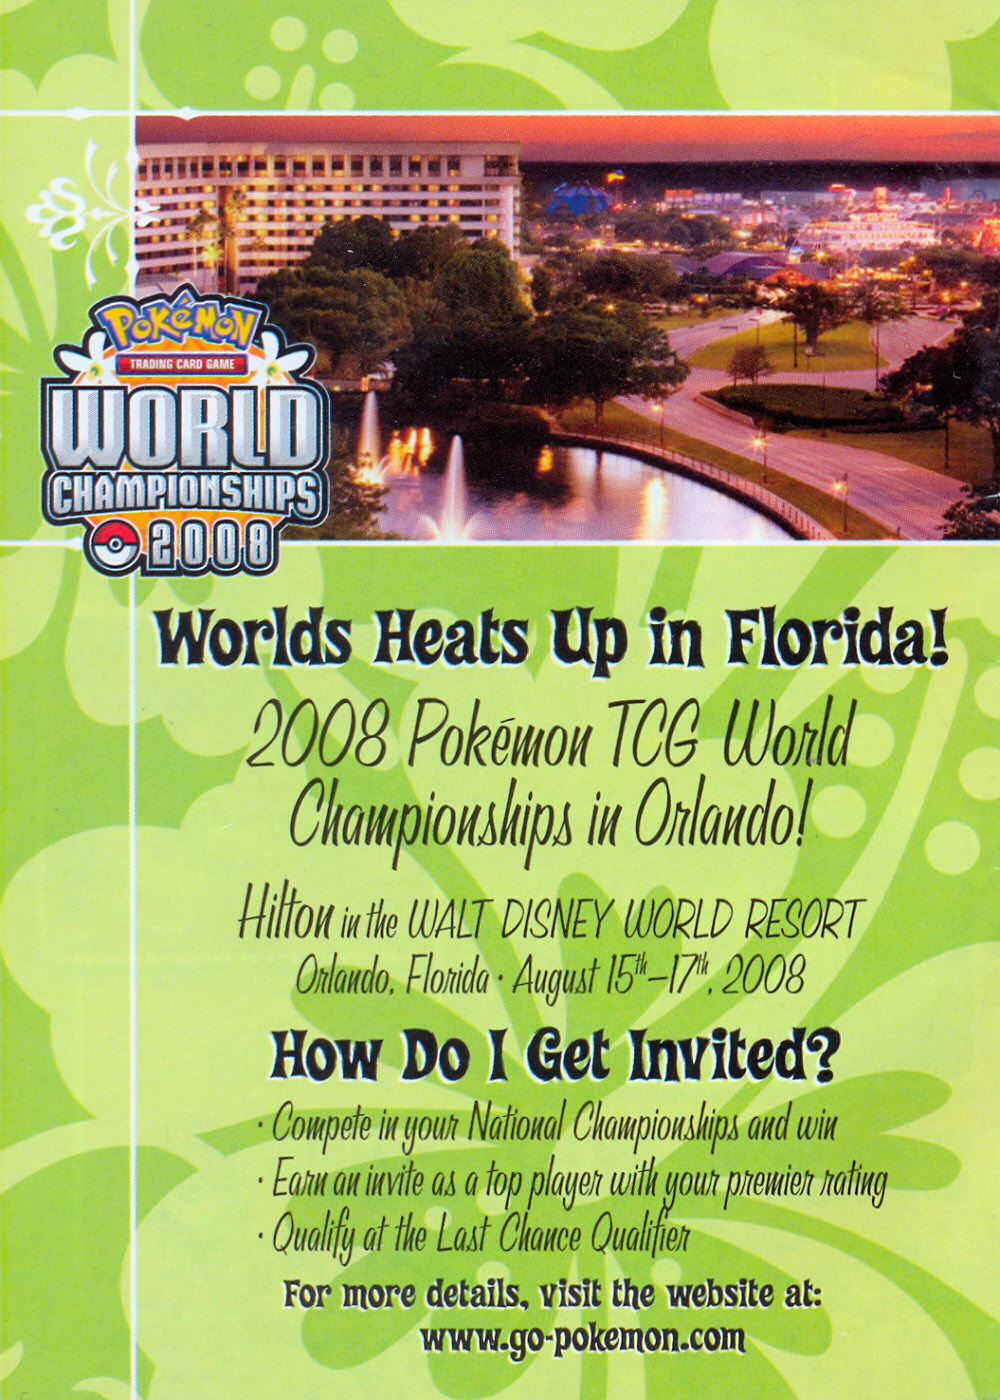 POKéMON
TRADING CARD GAME
WORLD
CHAMPIONSHIPS
2008
Worlds Heats Up in Florida!
2008 Pokémon TCG World
Championships in Orlando!
Hilton in the WALT DISNEY WORLD RESORT
Orlando, Florida · August 15th–17th, 2008
How Do I Get Invited?
· Compete in your National Championships and win
· Earn an invite as a top player with your premier rating
· Qualify at the Last Chance Qualifier
For more details, visit the website at:
www.go-pokemon.com